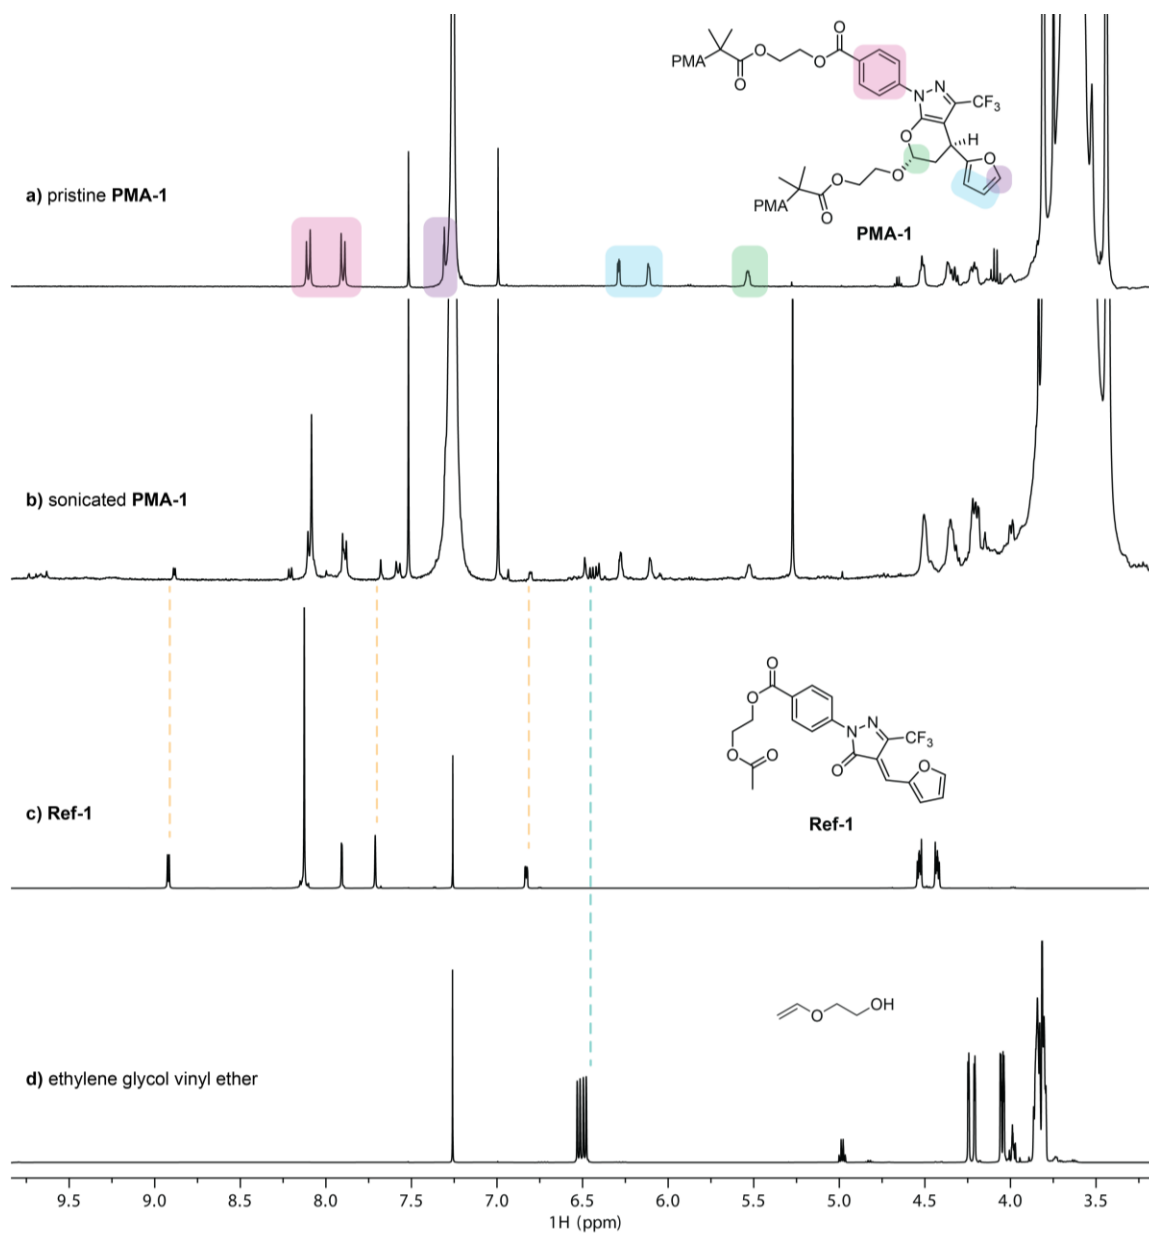 O
PMA
O
O
O
O
N
N
CF₃
O
H
O
O
PMA
O
O
PMA-1
a) pristine PMA-1
b) sonicated PMA-1
O
O
O
O
N
N
CF₃
O
O
Ref-1
c) Ref-1
OH
O
d) ethylene glycol vinyl ether
9.5 9.0 8.5 8.0 7.5 7.0 6.5 6.0 5.5 5.0 4.5 4.0 3.5
1H (ppm)